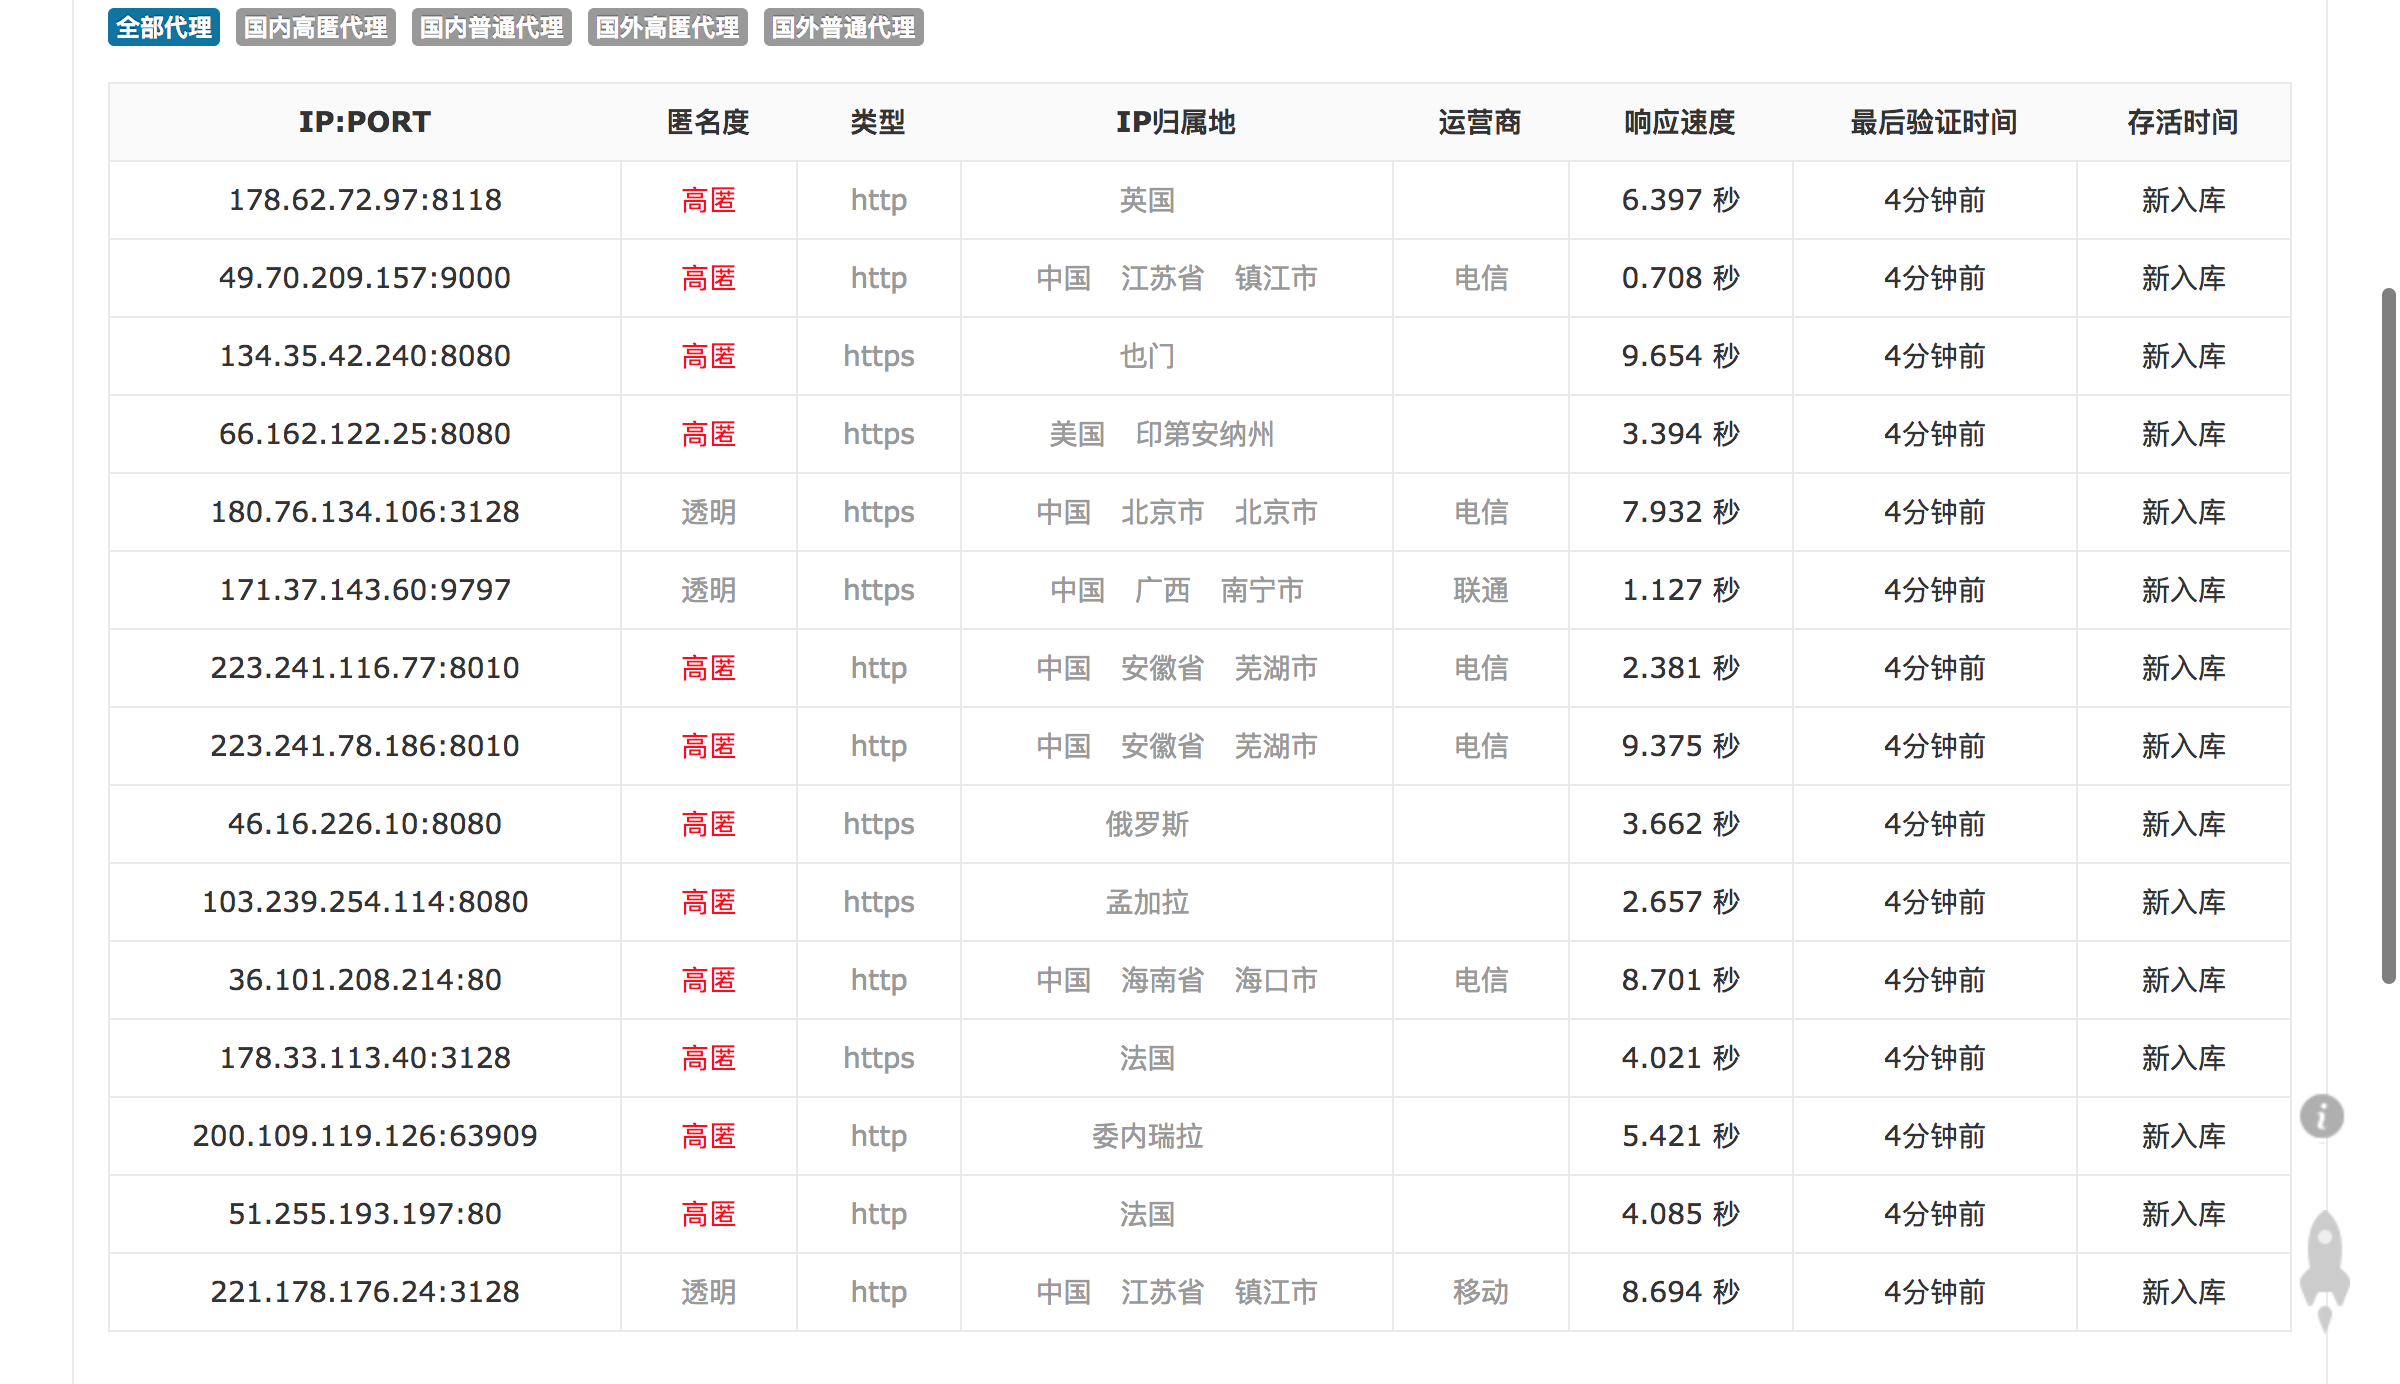 全部代理 国内高匿代理 国内普通代理 国外高匿代理 国外普通代理
IP:PORT 匿名度 类型 IP归属地 运营商 响应速度 最后验证时间 存活时间
178.62.72.97:8118 高匿 http 英国 6.397 秒 4分钟前 新入库
49.70.209.157:9000 高匿 http 中国 江苏省 镇江市 电信 0.708 秒 4分钟前 新入库
134.35.42.240:8080 高匿 https 也门 9.654 秒 4分钟前 新入库
66.162.122.25:8080 高匿 https 美国 印第安纳州 3.394 秒 4分钟前 新入库
180.76.134.106:3128 透明 https 中国 北京市 北京市 电信 7.932 秒 4分钟前 新入库
171.37.143.60:9797 透明 https 中国 广西 南宁市 联通 1.127 秒 4分钟前 新入库
223.241.116.77:8010 高匿 http 中国 安徽省 芜湖市 电信 2.381 秒 4分钟前 新入库
223.241.78.186:8010 高匿 http 中国 安徽省 芜湖市 电信 9.375 秒 4分钟前 新入库
46.16.226.10:8080 高匿 https 俄罗斯 3.662 秒 4分钟前 新入库
103.239.254.114:8080 高匿 https 孟加拉 2.657 秒 4分钟前 新入库
36.101.208.214:80 高匿 http 中国 海南省 海口市 电信 8.701 秒 4分钟前 新入库
178.33.113.40:3128 高匿 https 法国 4.021 秒 4分钟前 新入库
200.109.119.126:63909 高匿 http 委内瑞拉 5.421 秒 4分钟前 新入库
51.255.193.197:80 高匿 http 法国 4.085 秒 4分钟前 新入库
221.178.176.24:3128 透明 http 中国 江苏省 镇江市 移动 8.694 秒 4分钟前 新入库